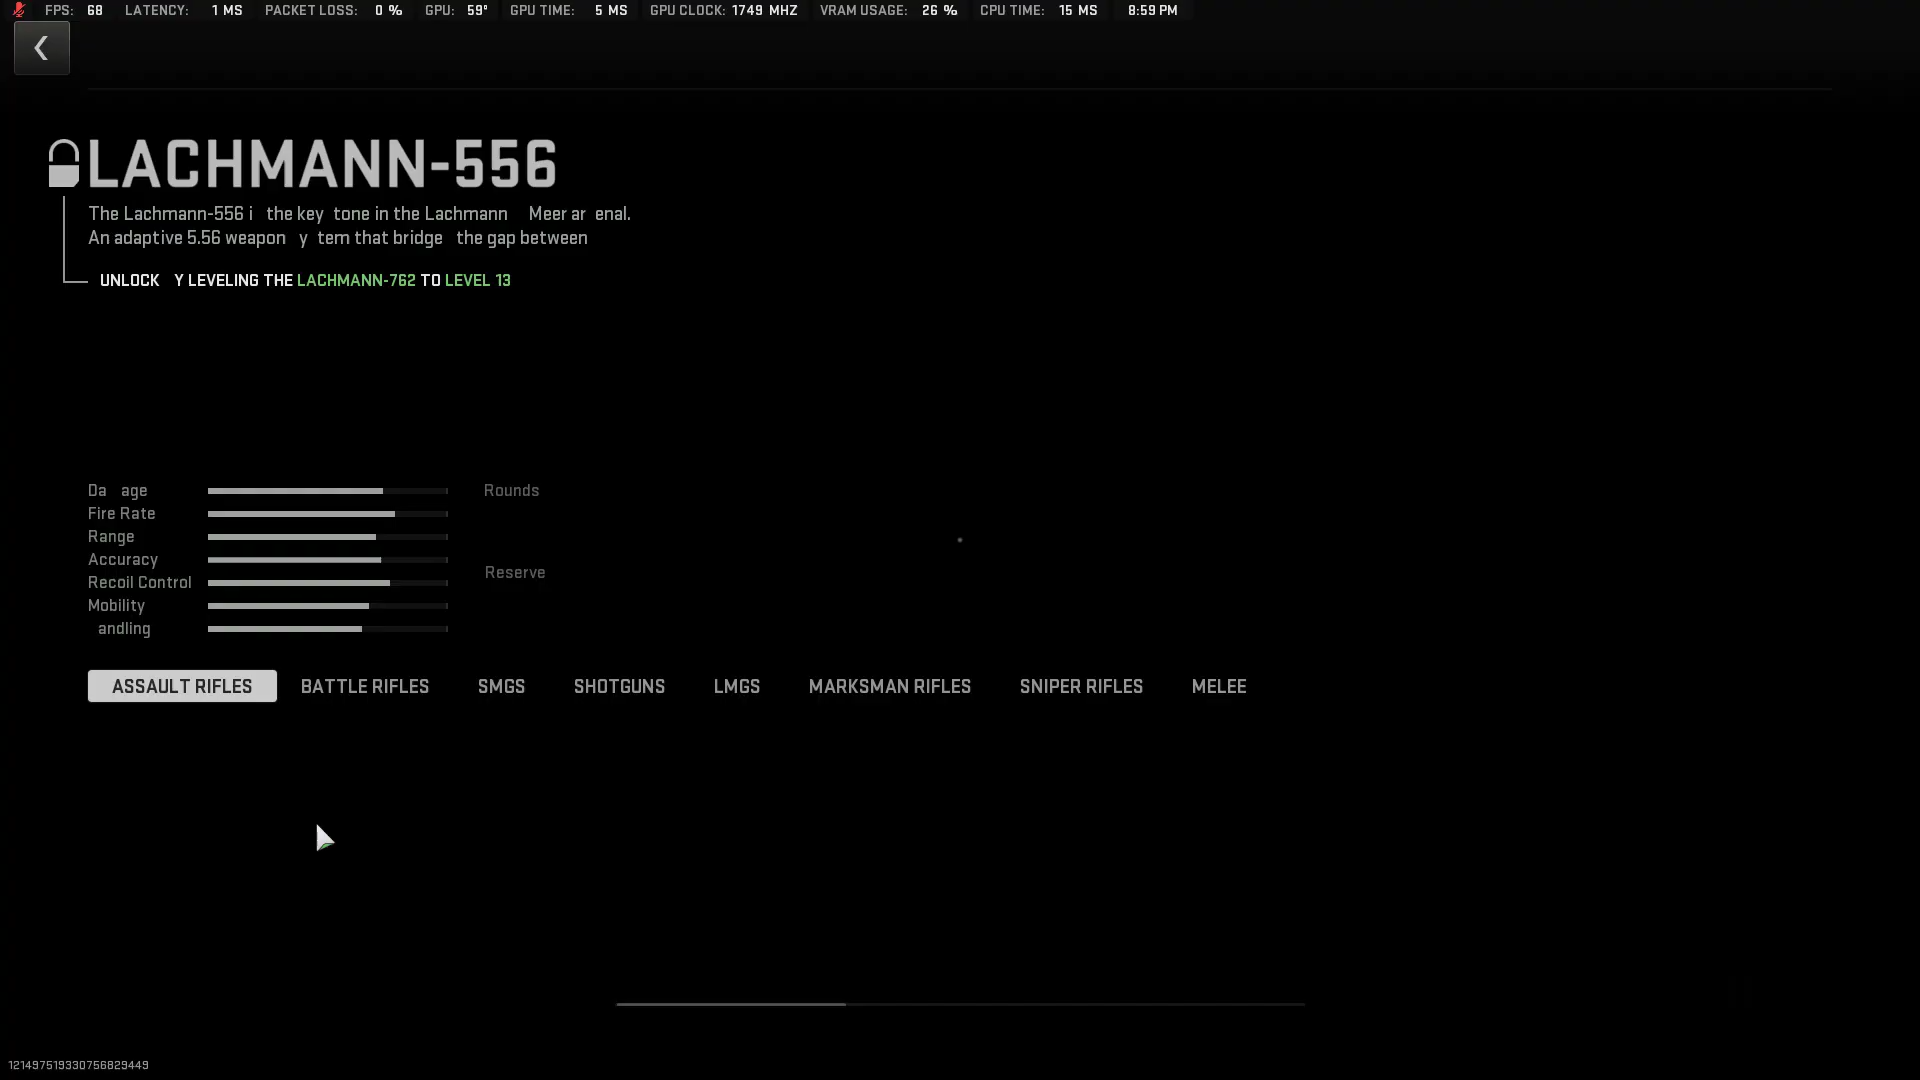 FPS: 68 LATENCY: 1 MS PACKET LOSS: 0 % GPU: 59° GPU TIME: 5 MS GPU CLOCK: 1749 MHZ VRAM USAGE: 26 % CPU TIME: 15 MS 8:59 PM
LACHMANN-556
The Lachmann-556 i the key tone in the Lachmann Meer ar enal.
An adaptive 5.56 weapon y tem that bridge the gap between
UNLOCK Y LEVELING THE LACHMANN-762 TO LEVEL 13
Da age
Fire Rate
Range
Accuracy
Recoil Control
Mobility
andling
Rounds
Reserve
ASSAULT RIFLES BATTLE RIFLES SMGS SHOTGUNS LMGS MARKSMAN RIFLES SNIPER RIFLES MELEE
121497519330756829449